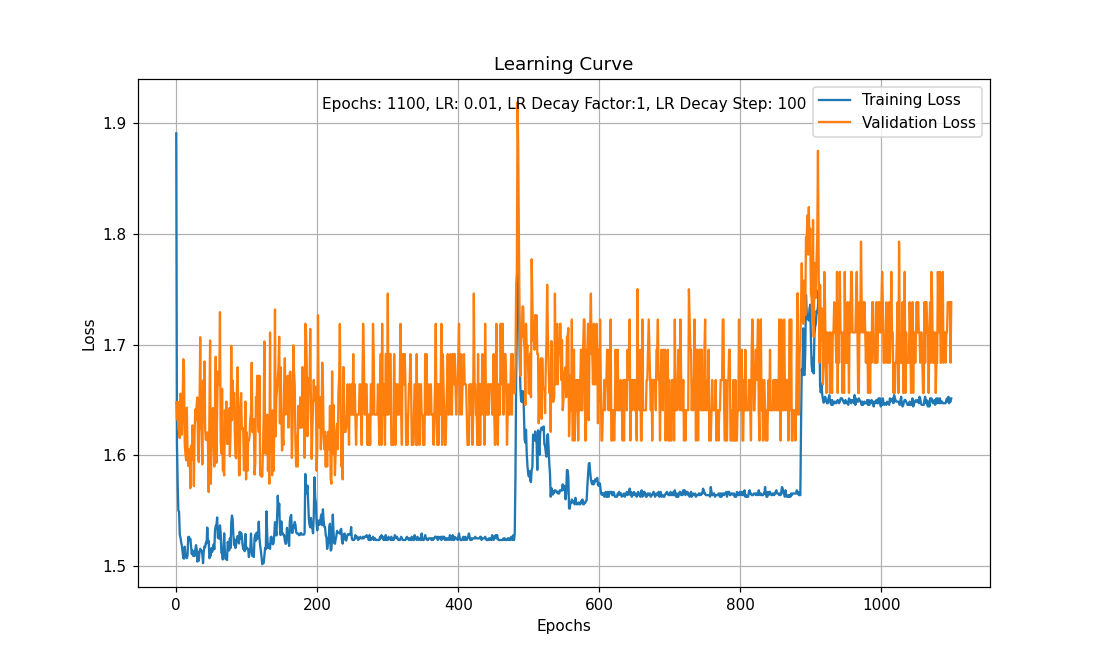 Learning Curve
Epochs: 1100, LR: 0.01, LR Decay Factor:1, LR Decay Step: 100
Training Loss
Validation Loss
1.9
1.8
1.7
1.6
1.5
Loss
0
200
400
600
800
1000
Epochs